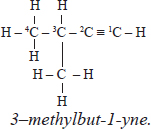 H H
H – ⁴C – ³C – ²C ≡ ¹C – H
H
H – C – H
H
3–methylbut-1-yne.